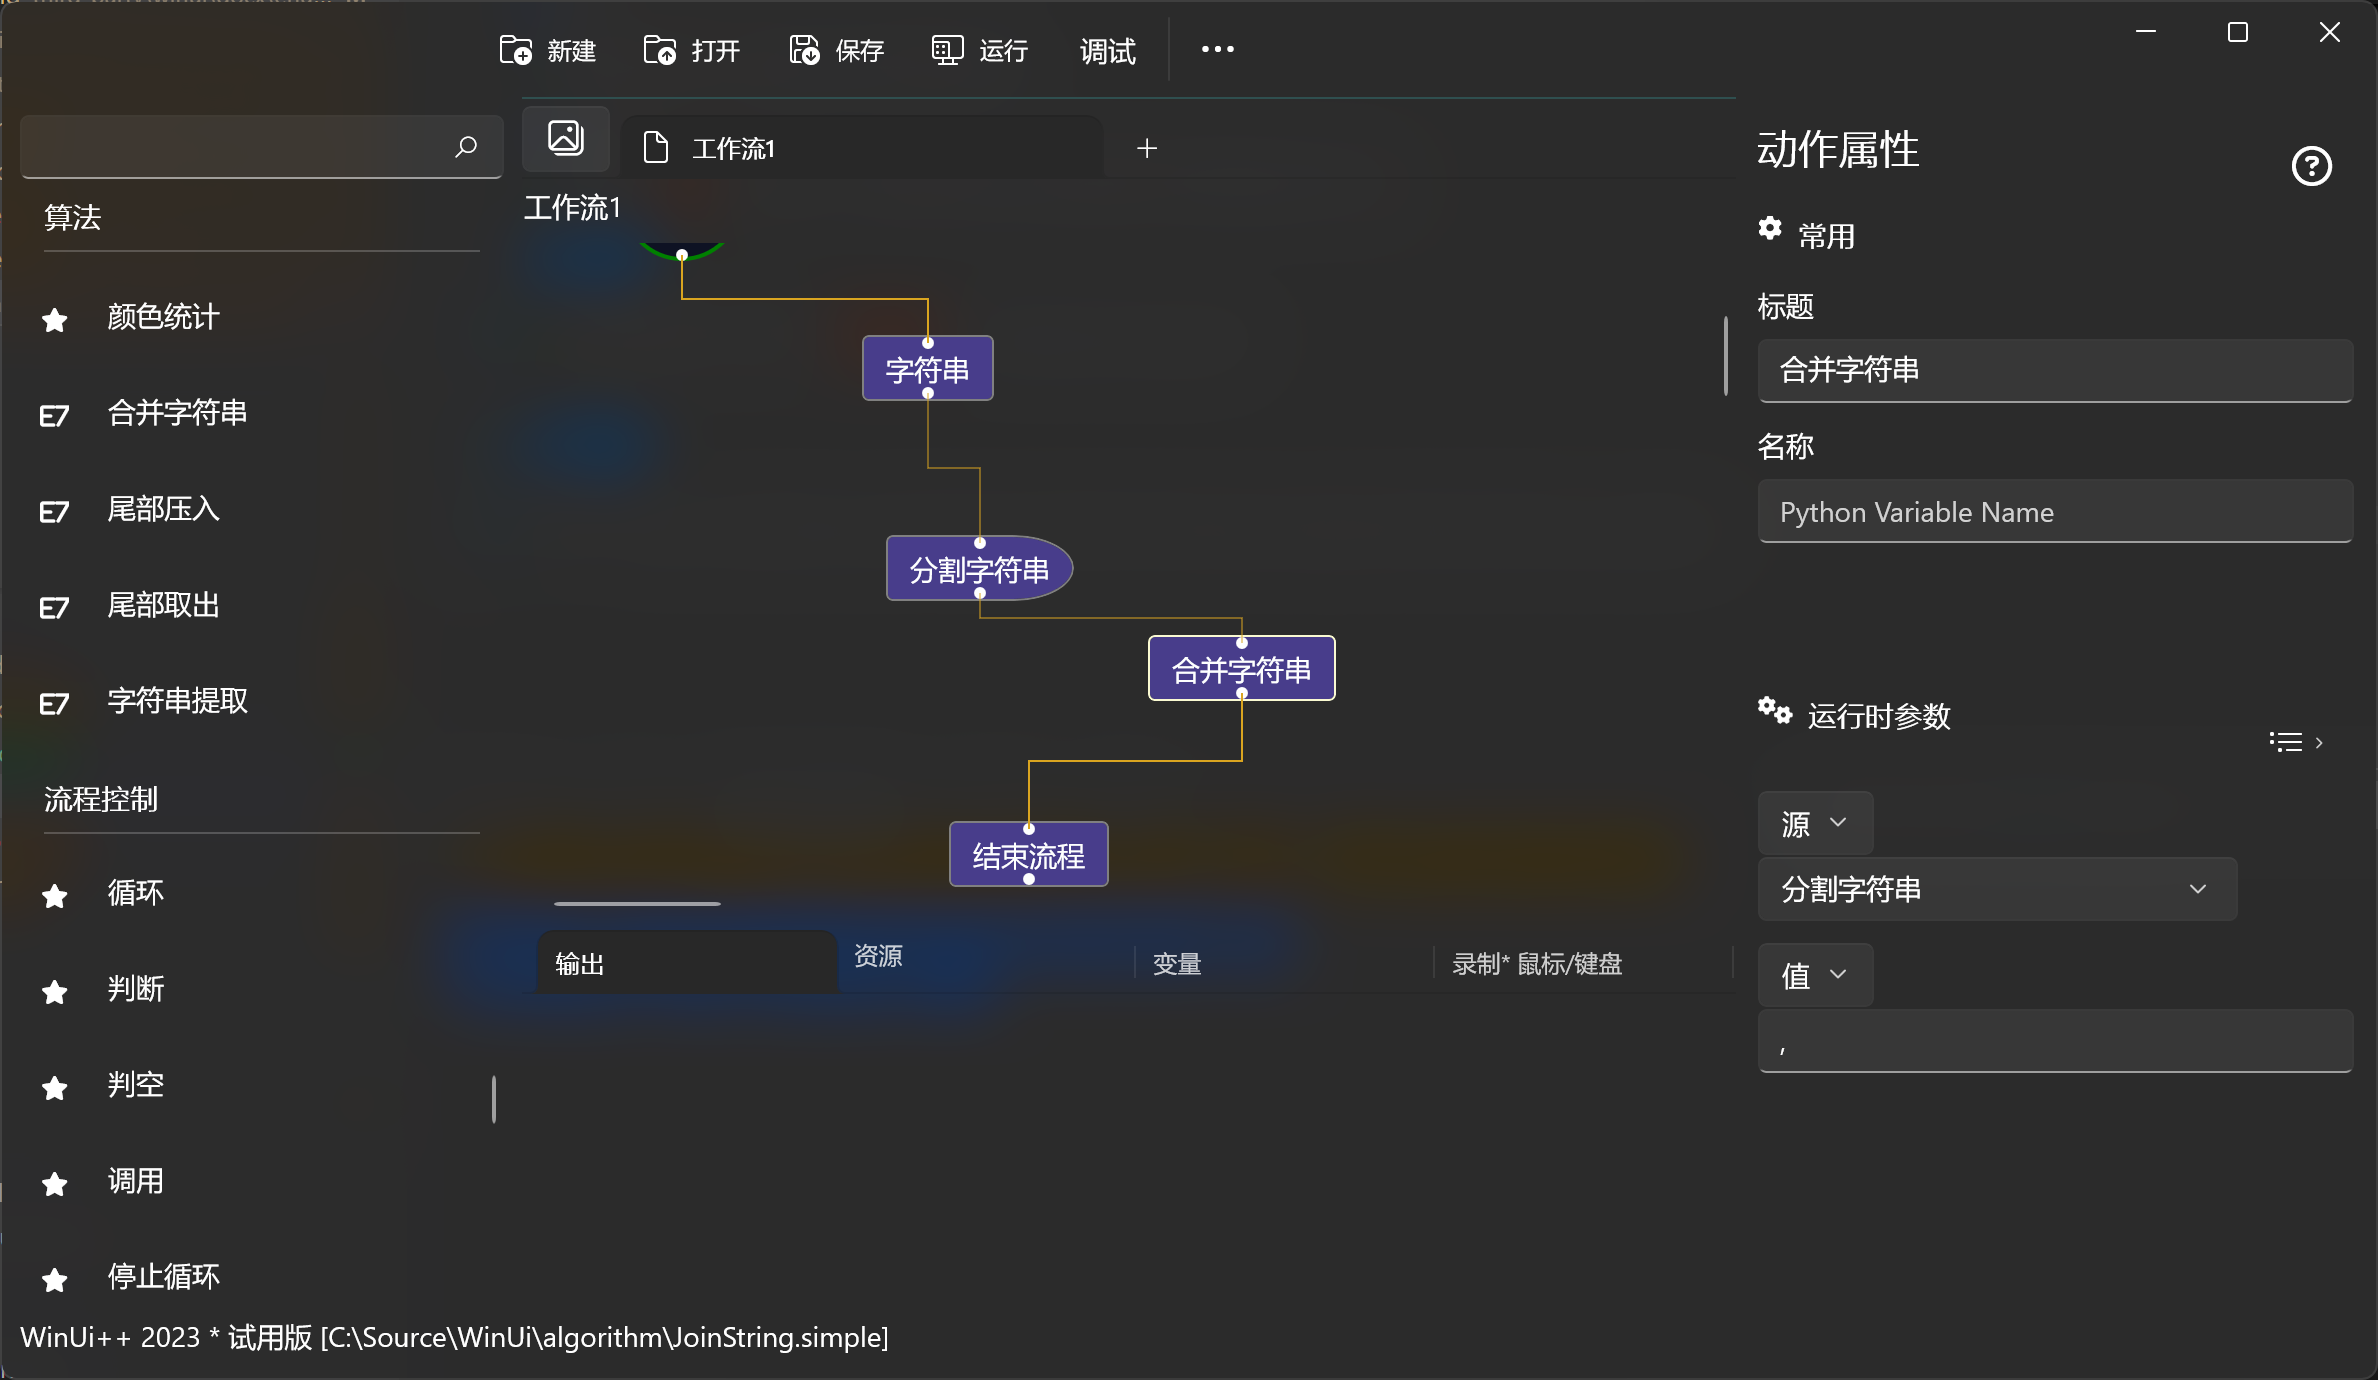 新建 打开 保存 运行 调试
工作流1
工作流1
算法
颜色统计
合并字符串
尾部压入
尾部取出
字符串提取
流程控制
循环
判断
判空
调用
停止循环
字符串
分割字符串
合并字符串
结束流程
输出 资源 变量 录制* 鼠标/键盘
动作属性
常用
标题
合并字符串
名称
Python Variable Name
运行时参数
源
分割字符串
值
,
WinUi++ 2023 * 试用版 [C:\Source\WinUi\algorithm\JoinString.simple]